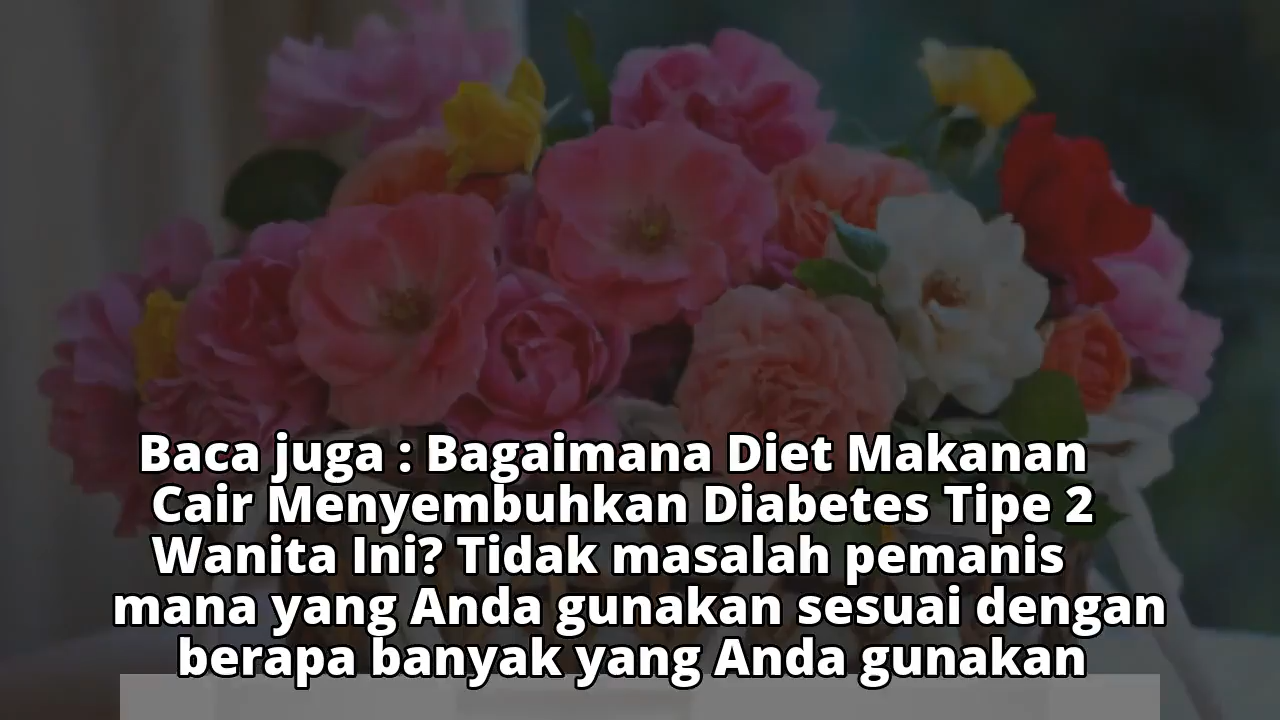 Baca juga : Bagaimana Diet Makanan
Cair Menyembuhkan Diabetes Tipe 2
Wanita Ini? Tidak masalah pemanis
mana yang Anda gunakan sesuai dengan
berapa banyak yang Anda gunakan